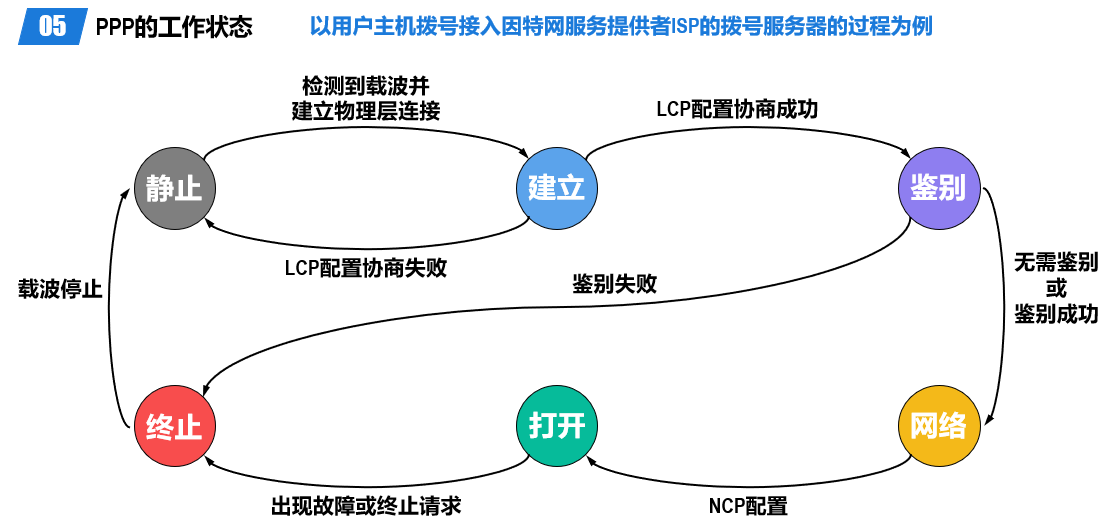 05 PPP的工作状态 以用户主机拨号接入因特网服务提供者ISP的拨号服务器的过程为例
检测到载波并
建立物理层连接
LCP配置协商成功
静止
建立
鉴别
LCP配置协商失败
鉴别失败
载波停止
无需鉴别
或
鉴别成功
终止
打开
网络
出现故障或终止请求
NCP配置